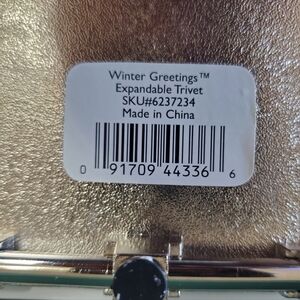 Winter Greetings™
Expandable Trivet
SKU#6237234
Made in China
0 91709 44336 6